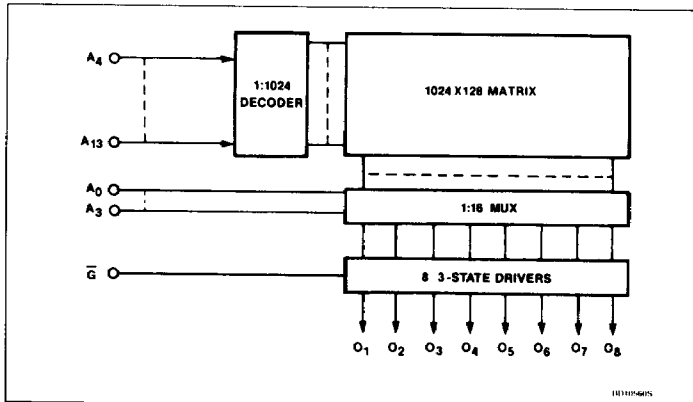 A4
1:1024
DECODER
1024 X128 MATRIX
A13
A0
A3
1:16 MUX
G
8 3-STATE DRIVERS
O1 O2 O3 O4 O5 O6 O7 O8